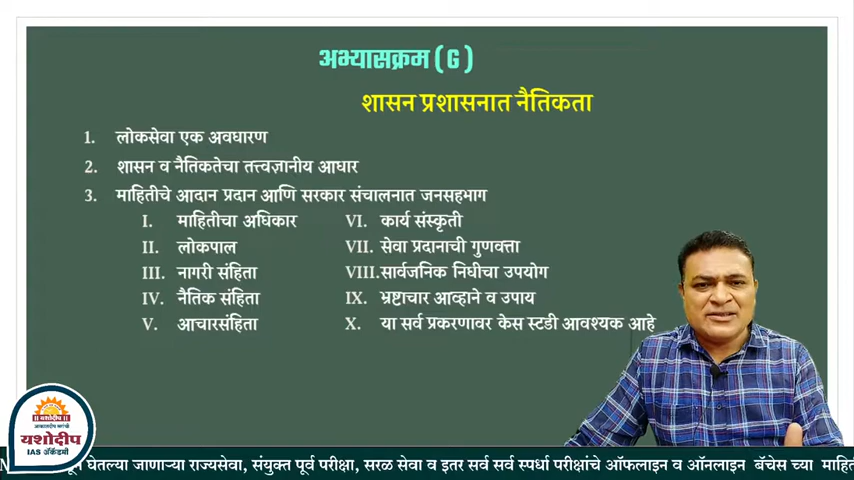 अभ्यासक्रम ( G )
शासन प्रशासनात नैतिकता
1. लोकसेवा एक अवधारण
2. शासन व नैतिकतेचा तत्त्वज्ञानीय आधार
3. माहितीचे आदान प्रदान आणि सरकार संचालनात जनसहभाग
I. माहितीचा अधिकार
II. लोकपाल
III. नागरी संहिता
IV. नैतिक संहिता
V. आचारसंहिता
VI. कार्य संस्कृती
VII. सेवा प्रदानाची गुणवत्ता
VIII. सार्वजनिक निधीचा उपयोग
IX. भ्रष्टाचार आव्हाने व उपाय
X. या सर्व प्रकरणावर केस स्टडी आवश्यक आहे
यशोदीप
IAS ॲकॅडमी
घेतल्या जाणाऱ्या राज्यसेवा, संयुक्त पूर्व परीक्षा, सरळ सेवा व इतर सर्व सर्व स्पर्धा परीक्षांचे ऑफलाइन व ऑनलाइन बॅचेस च्या